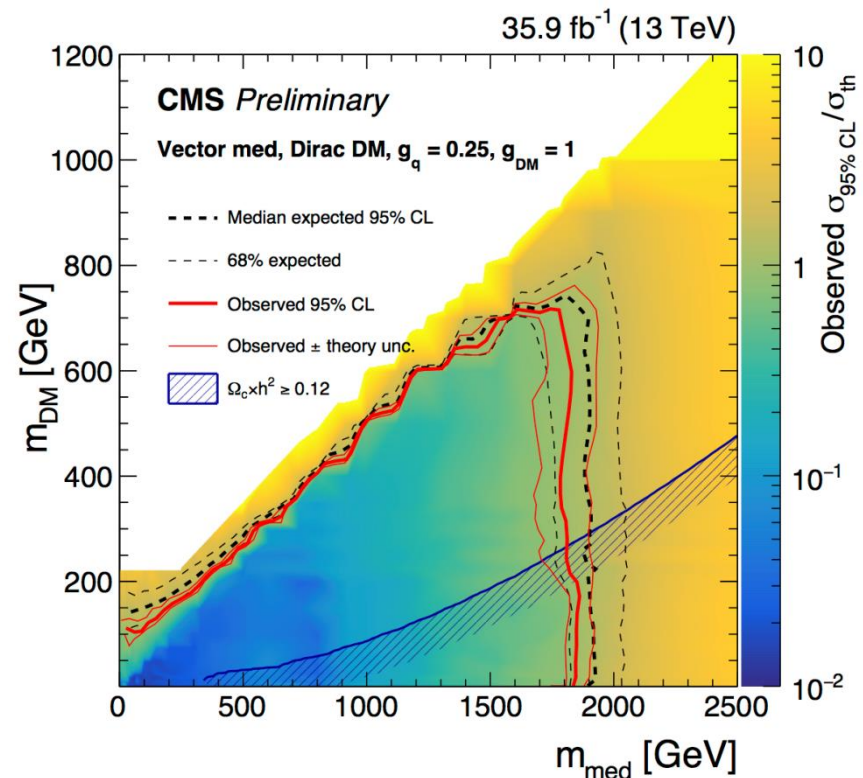 35.9 fb⁻¹ (13 TeV)
CMS Preliminary
Vector med, Dirac DM, g_q = 0.25, g_DM = 1
Median expected 95% CL
68% expected
Observed 95% CL
Observed ± theory unc.
Ω_c×h² ≥ 0.12
m_DM [GeV]
1200
1000
800
600
400
200
0 500 1000 1500 2000 2500
m_med [GeV]
10
1
10⁻¹
10⁻²
Observed σ_95% CL/σ_th